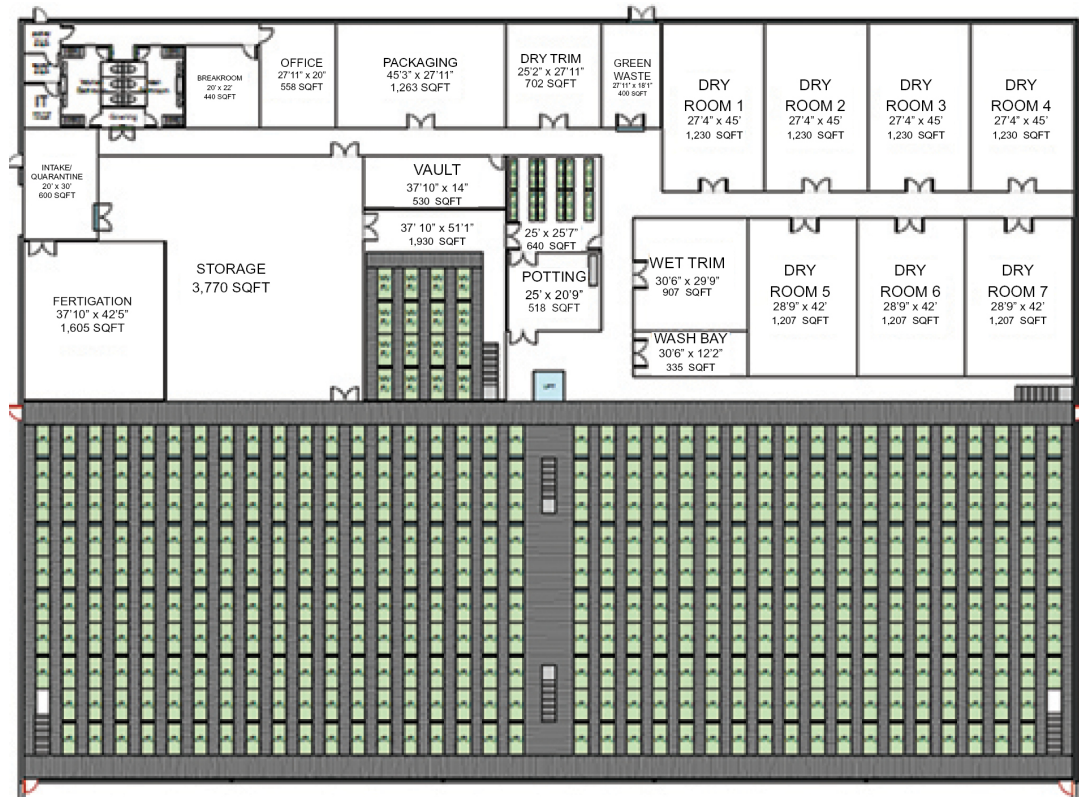 OFFICE
27'11" x 20"
558 SQFT
PACKAGING
45'3" x 27'11"
1,263 SQFT
DRY TRIM
25'2" x 27'11"
702 SQFT
GREEN
WASTE
27'11" x 18'1"
400 SQFT
BREAKROOM
20' x 22'
440 SQFT
IT
DRY
ROOM 1
27'4" x 45'
1,230 SQFT
DRY
ROOM 2
27'4" x 45'
1,230 SQFT
DRY
ROOM 3
27'4" x 45'
1,230 SQFT
DRY
ROOM 4
27'4" x 45'
1,230 SQFT
INTAKE/
QUARANTINE
20' x 30'
600 SQFT
VAULT
37'10" x 14"
530 SQFT
37' 10" x 51'1"
1,930 SQFT
25' x 25'7"
640 SQFT
POTTING
25' x 20'9"
518 SQFT
STORAGE
3,770 SQFT
FERTIGATION
37'10" x 42'5"
1,605 SQFT
WET TRIM
30'6" x 29'9"
907 SQFT
WASH BAY
30'6" x 12'2"
335 SQFT
DRY
ROOM 5
28'9" x 42'
1,207 SQFT
DRY
ROOM 6
28'9" x 42'
1,207 SQFT
DRY
ROOM 7
28'9" x 42'
1,207 SQFT
LIFT